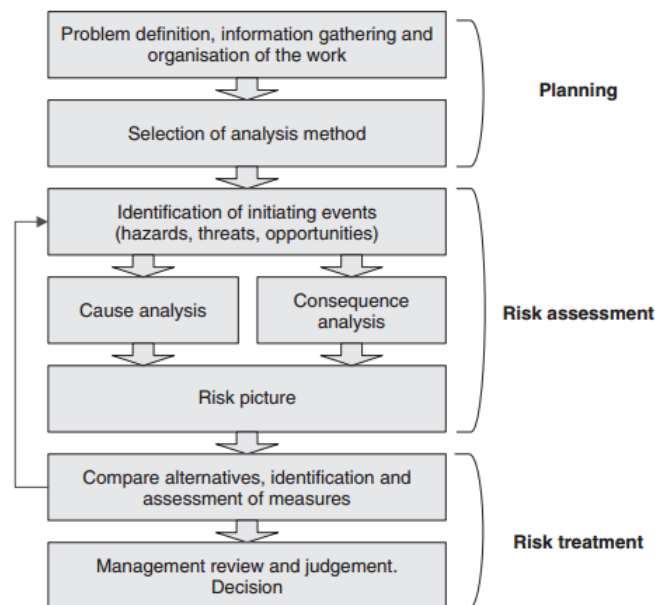 Problem definition, information gathering and
organisation of the work
Planning
Selection of analysis method
Identification of initiating events
(hazards, threats, opportunities)
Cause analysis
Consequence
analysis
Risk assessment
Risk picture
Compare alternatives, identification and
assessment of measures
Risk treatment
Management review and judgement.
Decision